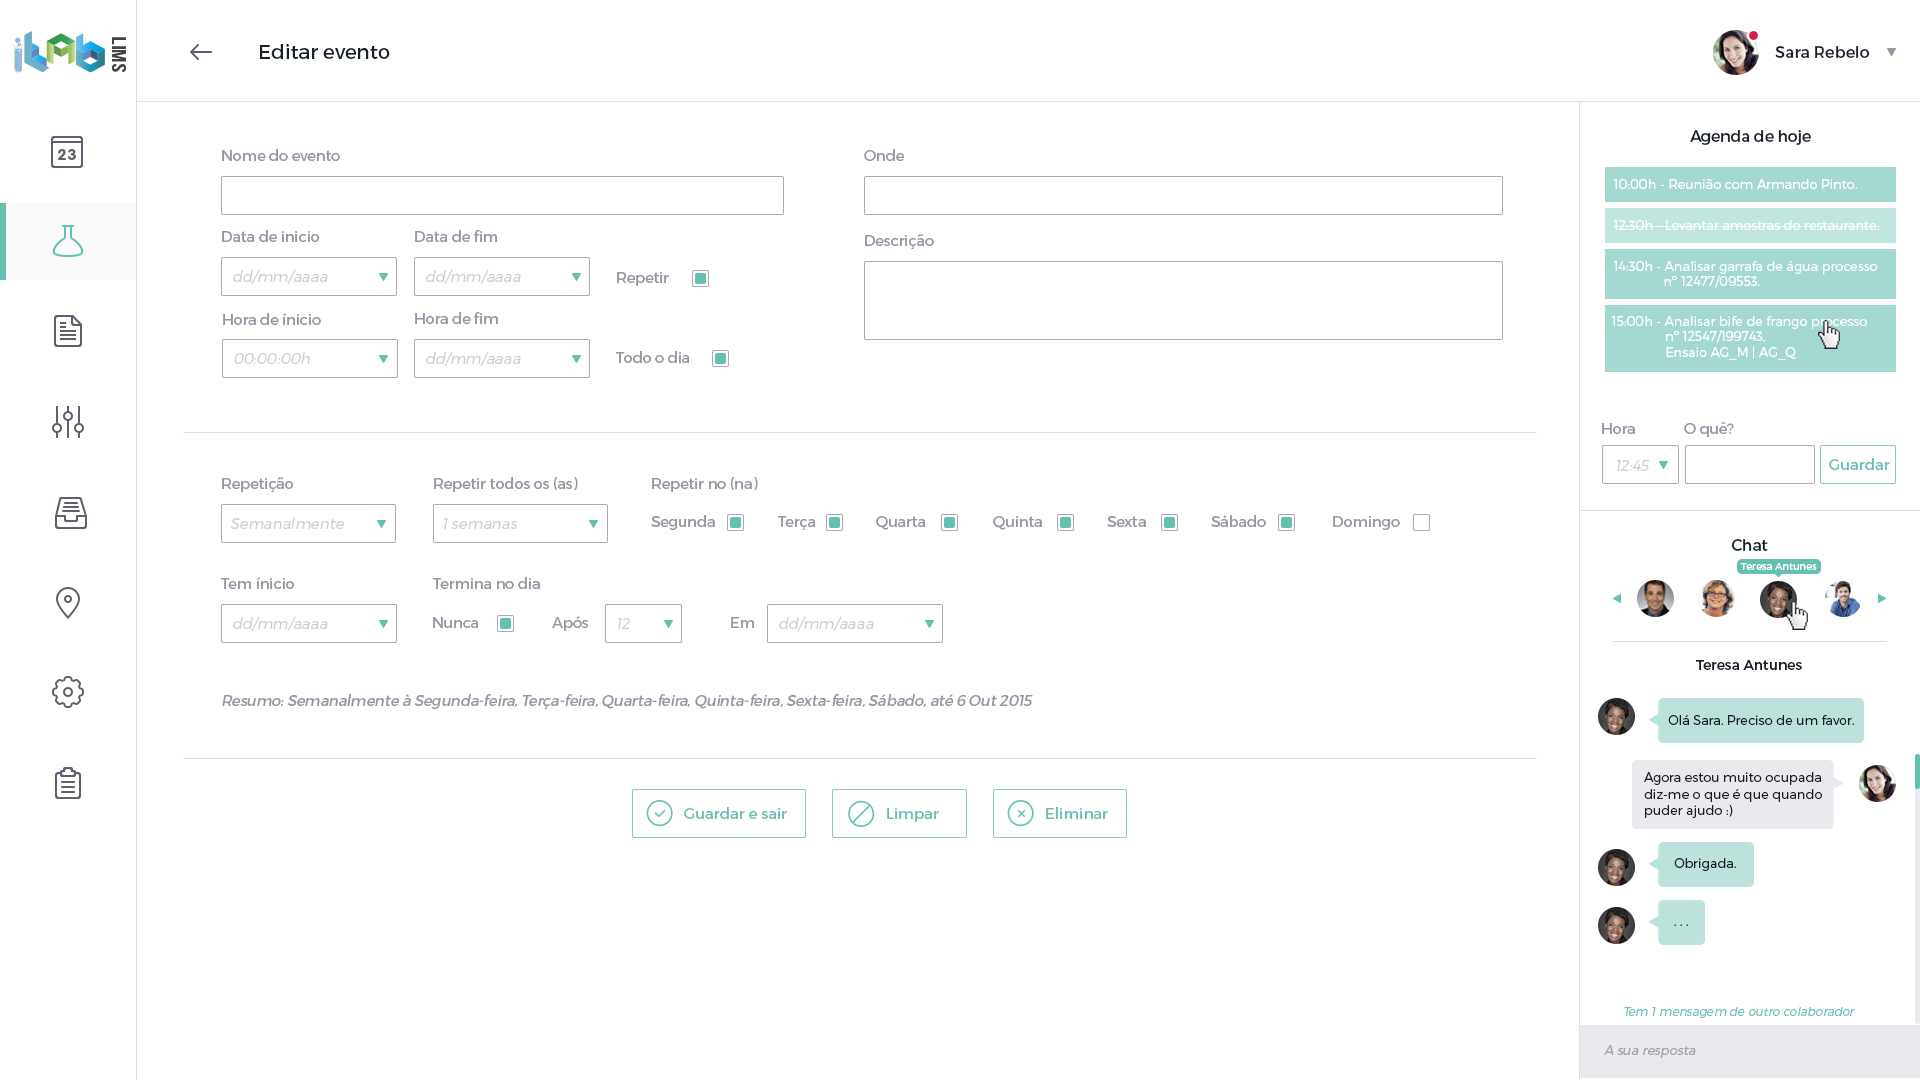 iLAb LIMS
Editar evento
Sara Rebelo
23
Nome do evento
Onde
Data de inicio
Data de fim
Descrição
dd/mm/aaaa
dd/mm/aaaa
Repetir
Hora de ínicio
Hora de fim
00:00:00h
dd/mm/aaaa
Todo o dia
Repetição
Repetir todos os (as)
Repetir no (na)
Semanalmente
1 semanas
Segunda
Terça
Quarta
Quinta
Sexta
Sábado
Domingo
Tem ínicio
Termina no dia
dd/mm/aaaa
Nunca
Após
12
Em
dd/mm/aaaa
Resumo: Semanalmente à Segunda-feira, Terça-feira, Quarta-feira, Quinta-feira, Sexta-feira, Sábado, até 6 Out 2015
Guardar e sair
Limpar
Eliminar
Agenda de hoje
10:00h - Reunião com Armando Pinto.
12:30h - Levantar amostras do restaurante.
14:30h - Analisar garrafa de água processo
nº 12477/09553.
15:00h - Analisar bife de frango processo
nº 12547/199743,
Ensaio AG_M | AG_Q
Hora
O quê?
12:45
Guardar
Chat
Teresa Antunes
Teresa Antunes
Olá Sara. Preciso de um favor.
Agora estou muito ocupada
diz-me o que é que quando
puder ajudo :)
Obrigada.
...
Tem 1 mensagem de outro colaborador
A sua resposta